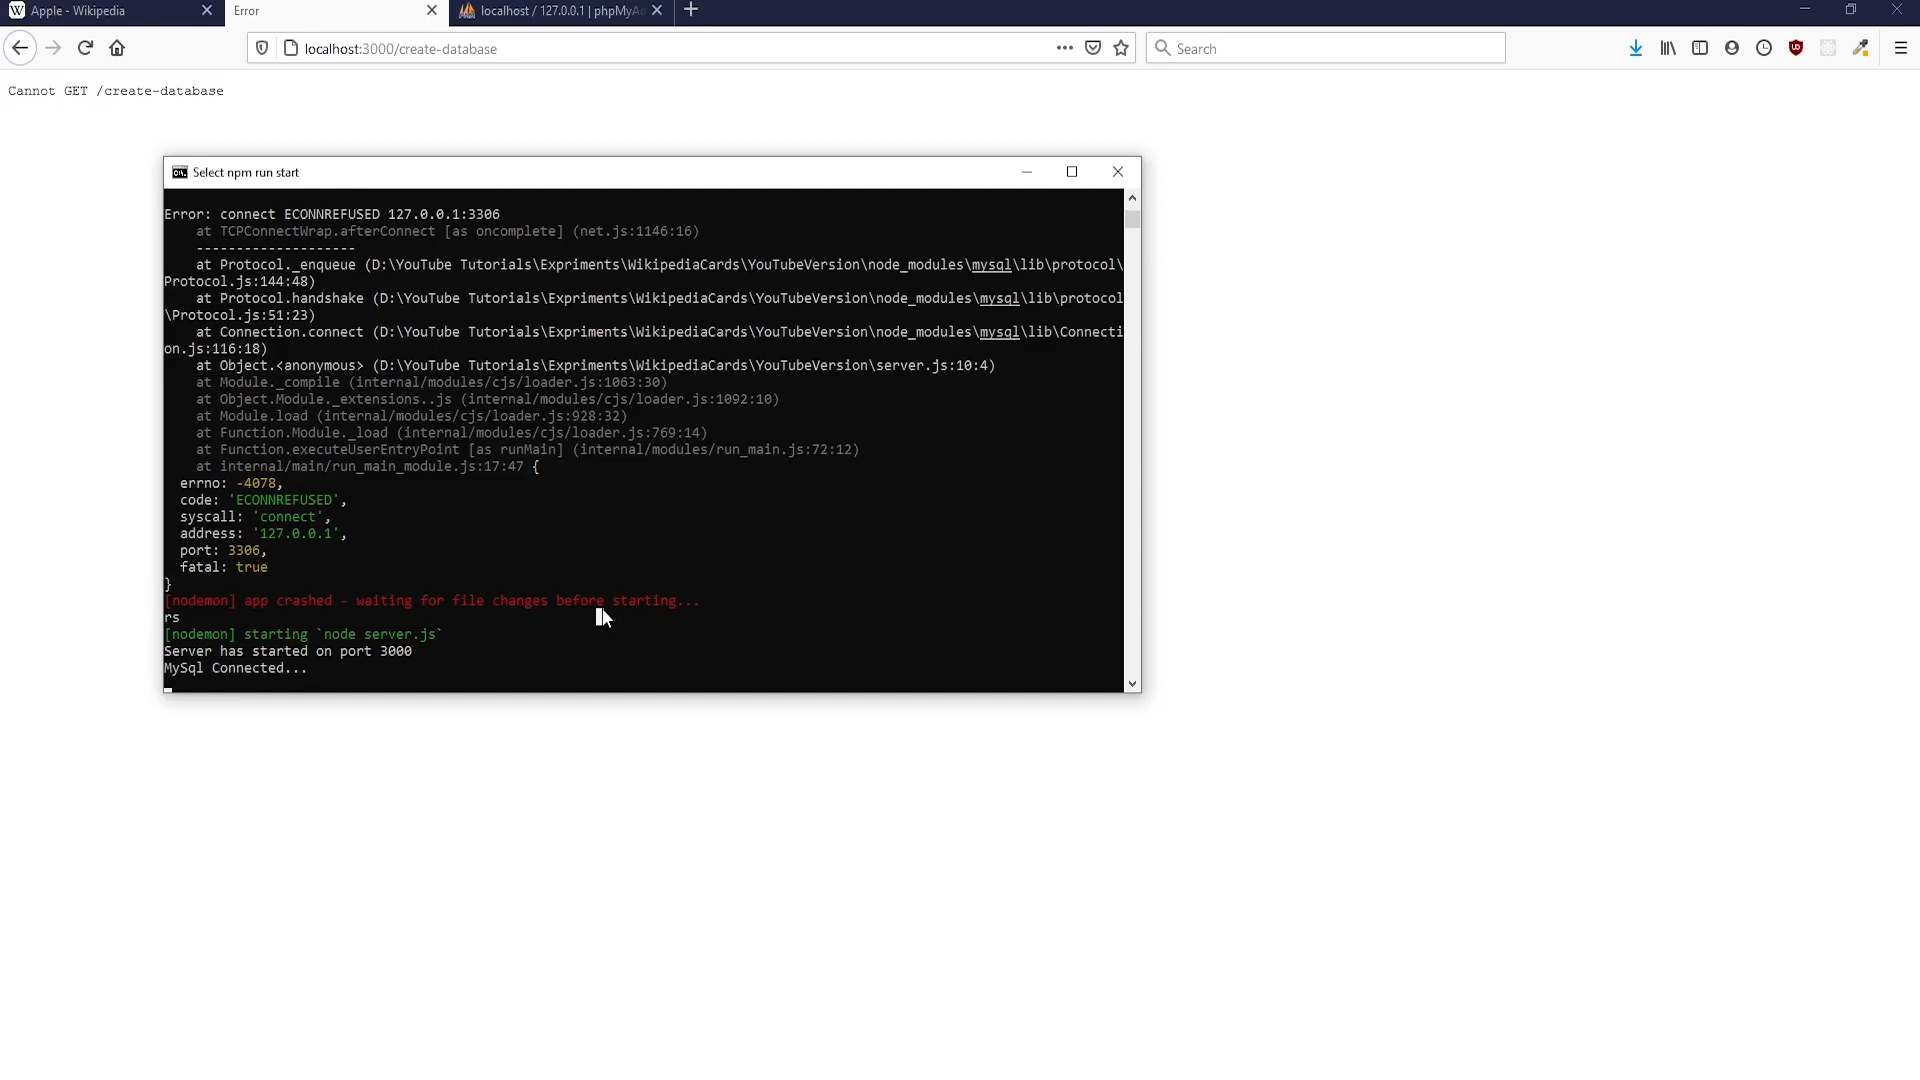 Apple - Wikipedia
Error
localhost / 127.0.0.1 | phpMyAd
localhost:3000/create-database
Search
Cannot GET /create-database
Select npm run start
Error: connect ECONNREFUSED 127.0.0.1:3306
at TCPConnectWrap.afterConnect [as oncomplete] (net.js:1146:16)
--------------------
at Protocol._enqueue (D:\YouTube Tutorials\Expriments\WikipediaCards\YouTubeVersion\node_modules\mysql\lib\protocol\
Protocol.js:144:48)
at Protocol.handshake (D:\YouTube Tutorials\Expriments\WikipediaCards\YouTubeVersion\node_modules\mysql\lib\protocol
\Protocol.js:51:23)
at Connection.connect (D:\YouTube Tutorials\Expriments\WikipediaCards\YouTubeVersion\node_modules\mysql\lib\Connecti
on.js:116:18)
at Object.<anonymous> (D:\YouTube Tutorials\Expriments\WikipediaCards\YouTubeVersion\server.js:10:4)
at Module._compile (internal/modules/cjs/loader.js:1063:30)
at Object.Module._extensions..js (internal/modules/cjs/loader.js:1092:10)
at Module.load (internal/modules/cjs/loader.js:928:32)
at Function.Module._load (internal/modules/cjs/loader.js:769:14)
at Function.executeUserEntryPoint [as runMain] (internal/modules/run_main.js:72:12)
at internal/main/run_main_module.js:17:47 {
errno: -4078,
code: 'ECONNREFUSED',
syscall: 'connect',
address: '127.0.0.1',
port: 3306,
fatal: true
}
[nodemon] app crashed - waiting for file changes before starting...
rs
[nodemon] starting `node server.js`
Server has started on port 3000
MySql Connected...